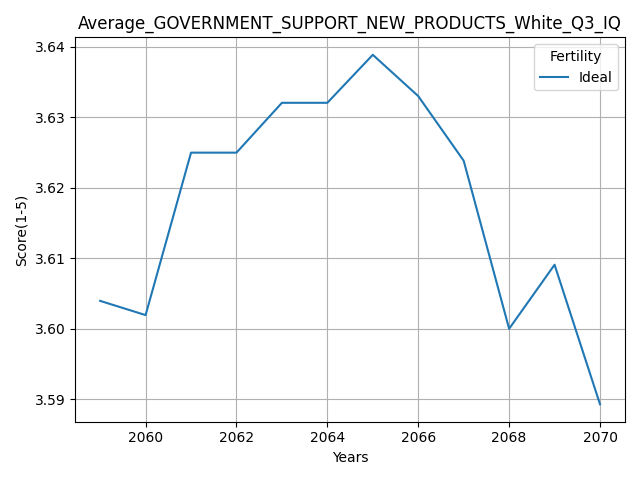 Average_GOVERNMENT_SUPPORT_NEW_PRODUCTS_White_Q3_IQ
Fertility
Ideal
3.64
3.63
3.62
3.61
3.60
3.59
Score(1-5)
2060 2062 2064 2066 2068 2070
Years